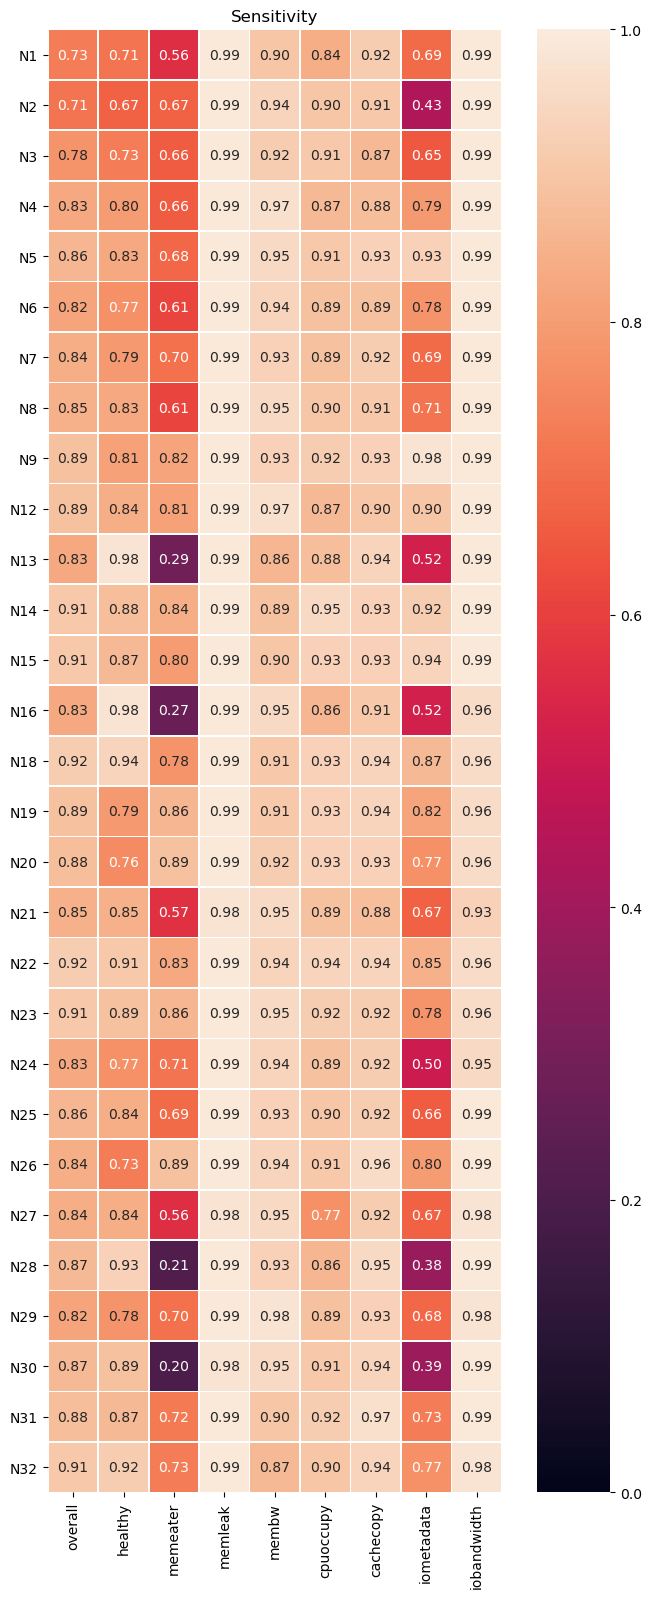 Sensitivity
N1 0.73 0.71 0.56 0.99 0.90 0.84 0.92 0.69 0.99
N2 0.71 0.67 0.67 0.99 0.94 0.90 0.91 0.43 0.99
N3 0.78 0.73 0.66 0.99 0.92 0.91 0.87 0.65 0.99
N4 0.83 0.80 0.66 0.99 0.97 0.87 0.88 0.79 0.99
N5 0.86 0.83 0.68 0.99 0.95 0.91 0.93 0.93 0.99
N6 0.82 0.77 0.61 0.99 0.94 0.89 0.89 0.78 0.99
N7 0.84 0.79 0.70 0.99 0.93 0.89 0.92 0.69 0.99
N8 0.85 0.83 0.61 0.99 0.95 0.90 0.91 0.71 0.99
N9 0.89 0.81 0.82 0.99 0.93 0.92 0.93 0.98 0.99
N12 0.89 0.84 0.81 0.99 0.97 0.87 0.90 0.90 0.99
N13 0.83 0.98 0.29 0.99 0.86 0.88 0.94 0.52 0.99
N14 0.91 0.88 0.84 0.99 0.89 0.95 0.93 0.92 0.99
N15 0.91 0.87 0.80 0.99 0.90 0.93 0.93 0.94 0.99
N16 0.83 0.98 0.27 0.99 0.95 0.86 0.91 0.52 0.96
N18 0.92 0.94 0.78 0.99 0.91 0.93 0.94 0.87 0.96
N19 0.89 0.79 0.86 0.99 0.91 0.93 0.94 0.82 0.96
N20 0.88 0.76 0.89 0.99 0.92 0.93 0.93 0.77 0.96
N21 0.85 0.85 0.57 0.98 0.95 0.89 0.88 0.67 0.93
N22 0.92 0.91 0.83 0.99 0.94 0.94 0.94 0.85 0.96
N23 0.91 0.89 0.86 0.99 0.95 0.92 0.92 0.78 0.96
N24 0.83 0.77 0.71 0.99 0.94 0.89 0.92 0.50 0.95
N25 0.86 0.84 0.69 0.99 0.93 0.90 0.92 0.66 0.99
N26 0.84 0.73 0.89 0.99 0.94 0.91 0.96 0.80 0.99
N27 0.84 0.84 0.56 0.98 0.95 0.77 0.92 0.67 0.98
N28 0.87 0.93 0.21 0.99 0.93 0.86 0.95 0.38 0.99
N29 0.82 0.78 0.70 0.99 0.98 0.89 0.93 0.68 0.98
N30 0.87 0.89 0.20 0.98 0.95 0.91 0.94 0.39 0.99
N31 0.88 0.87 0.72 0.99 0.90 0.92 0.97 0.73 0.99
N32 0.91 0.92 0.73 0.99 0.87 0.90 0.94 0.77 0.98
overall healthy memeater memleak membw cpuoccupy cachecopy iometadata iobandwidth
1.0
0.8
0.6
0.4
0.2
0.0